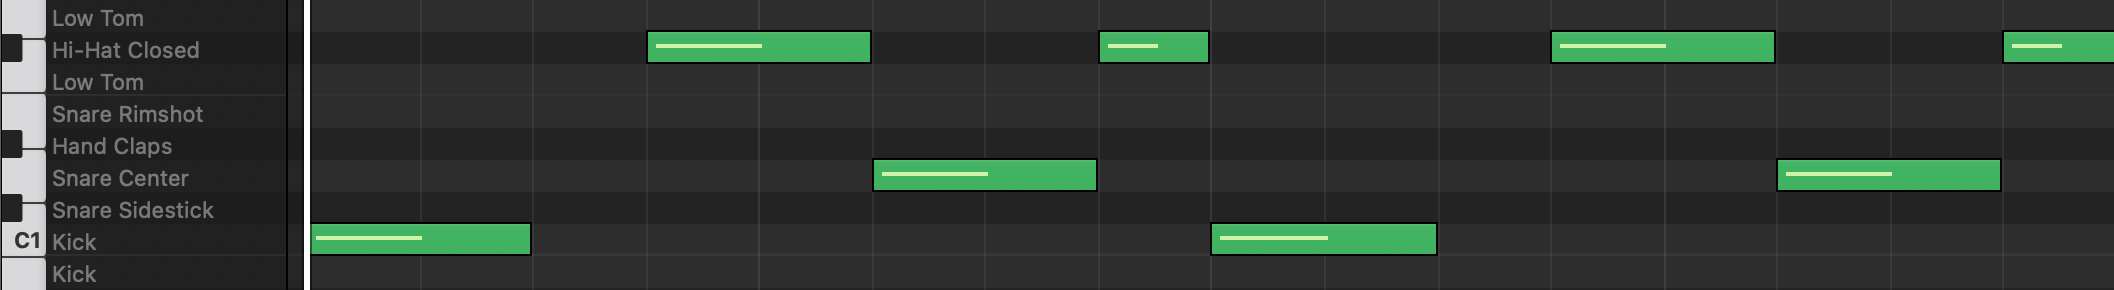 Low Tom
Hi-Hat Closed
Low Tom
Snare Rimshot
Hand Claps
Snare Center
Snare Sidestick
C1 Kick
Kick